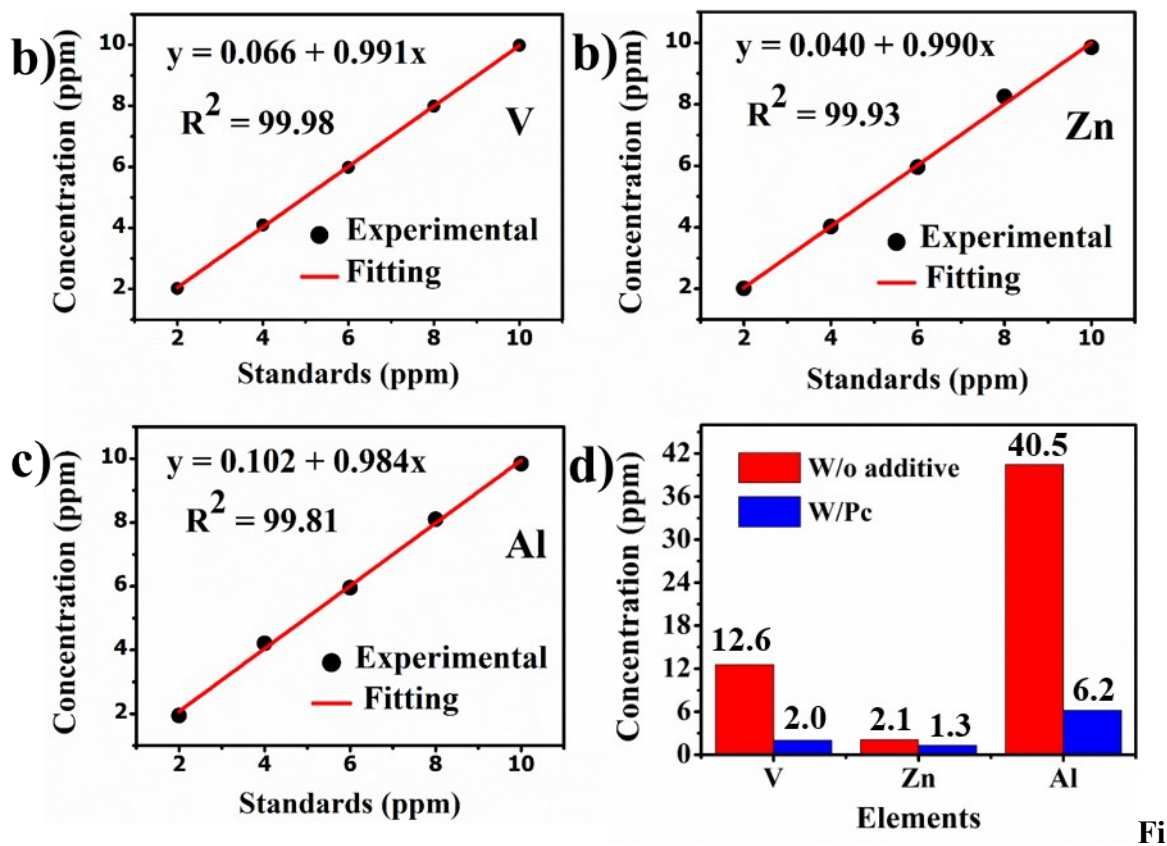 b)
y = 0.066 + 0.991x
R² = 99.98
V
Experimental
Fitting
10
8
6
4
2
2 4 6 8 10
Concentration (ppm)
Standards (ppm)
b)
y = 0.040 + 0.990x
R² = 99.93
Zn
Experimental
Fitting
10
8
6
4
2
2 4 6 8 10
Concentration (ppm)
Standards (ppm)
c)
y = 0.102 + 0.984x
R² = 99.81
Al
Experimental
Fitting
10
8
6
4
2
2 4 6 8 10
Concentration (ppm)
Standards (ppm)
d)
W/o additive
W/Pc
42
36
30
24
18
12
6
0
40.5
12.6
2.0
2.1
1.3
6.2
V Zn Al
Concentration (ppm)
Elements
Fi